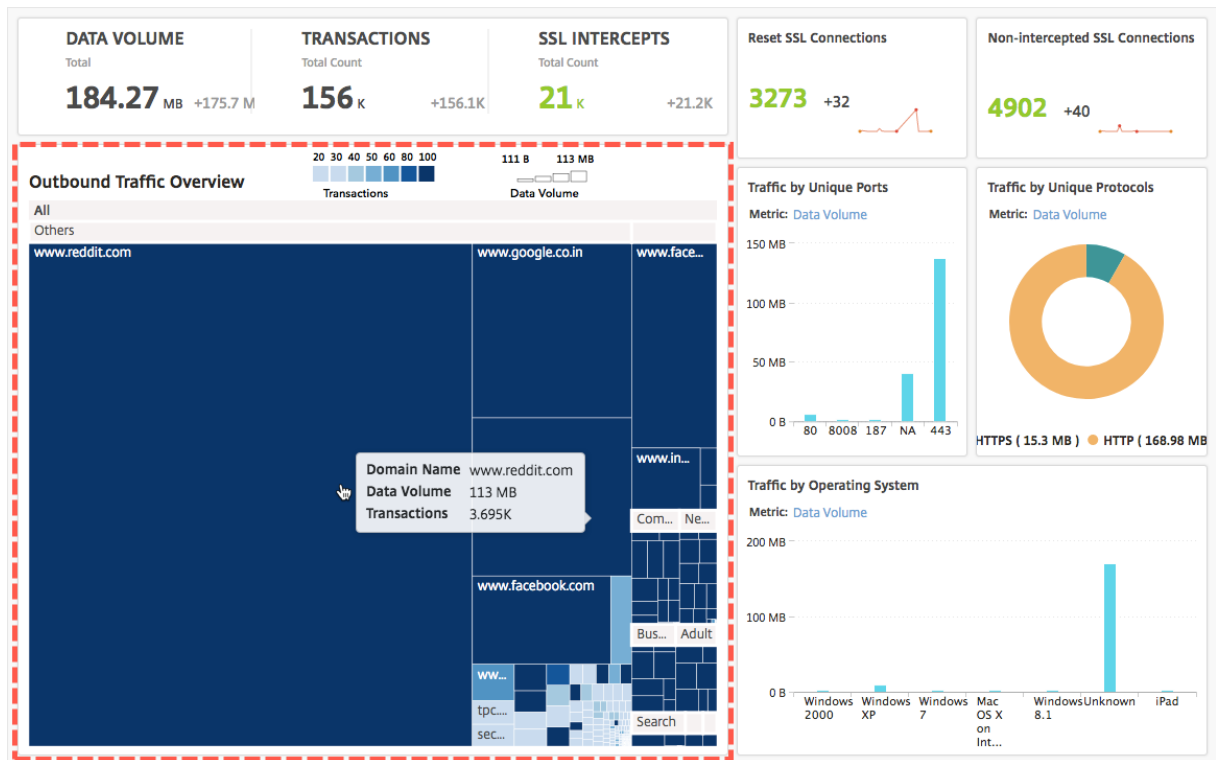 DATA VOLUME
Total
184.27 MB +175.7 M
TRANSACTIONS
Total Count
156 K +156.1K
SSL INTERCEPTS
Total Count
21 K +21.2K
Reset SSL Connections
3273 +32
Non-intercepted SSL Connections
4902 +40
Outbound Traffic Overview
20 30 40 50 60 80 100
Transactions
111 B 113 MB
Data Volume
All
Others
www.reddit.com
www.google.co.in
www.face...
www.in...
Domain Name www.reddit.com
Data Volume 113 MB
Transactions 3.695K
Com... Ne...
www.facebook.com
Bus... Adult
ww...
tpc....
sec...
Search
Traffic by Unique Ports
Metric: Data Volume
150 MB
100 MB
50 MB
0 B
80 8008 187 NA 443
Traffic by Unique Protocols
Metric: Data Volume
HTTPS ( 15.3 MB ) HTTP ( 168.98 MB
Traffic by Operating System
Metric: Data Volume
200 MB
100 MB
0 B
Windows 2000
Windows XP
Windows 7
Mac OS X on Int...
Windows 8.1
Unknown
iPad